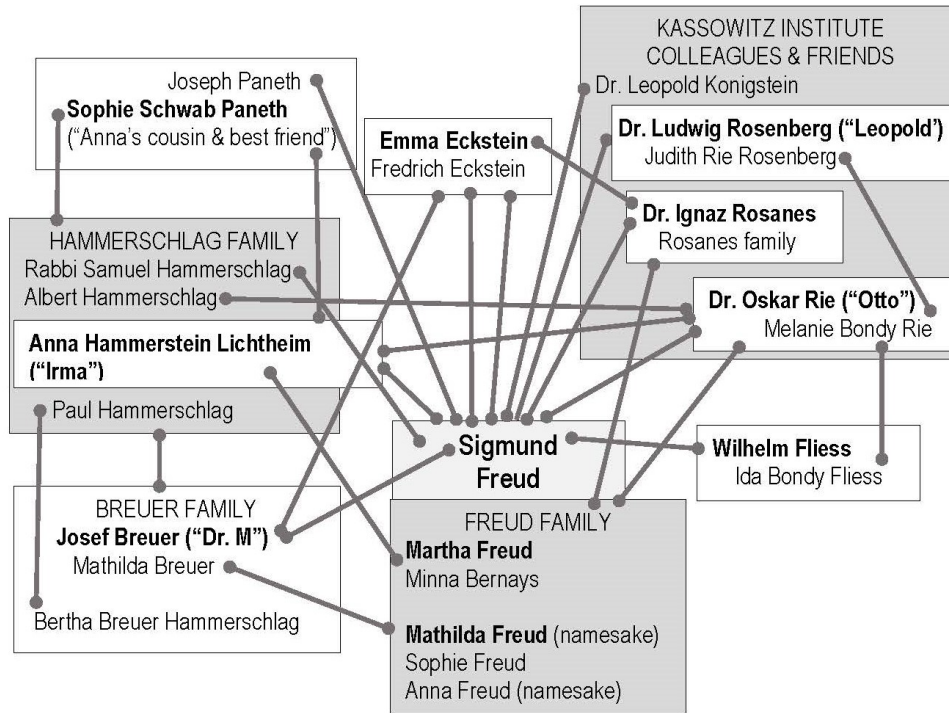 Joseph Paneth
Sophie Schwab Paneth
(“Anna’s cousin & best friend”)
Emma Eckstein
Fredrich Eckstein
KASSOWITZ INSTITUTE
COLLEAGUES & FRIENDS
Dr. Leopold Konigstein
Dr. Ludwig Rosenberg (“Leopold’)
Judith Rie Rosenberg
Dr. Ignaz Rosanes
Rosanes family
Dr. Oskar Rie (“Otto”)
Melanie Bondy Rie
HAMMERSCHLAG FAMILY
Rabbi Samuel Hammerschlag
Albert Hammerschlag
Anna Hammerstein Lichtheim
(“Irma”)
Paul Hammerschlag
Sigmund
Freud
Wilhelm Fliess
Ida Bondy Fliess
BREUER FAMILY
Josef Breuer (“Dr. M”)
Mathilda Breuer
Bertha Breuer Hammerschlag
FREUD FAMILY
Martha Freud
Minna Bernays
Mathilda Freud (namesake)
Sophie Freud
Anna Freud (namesake)